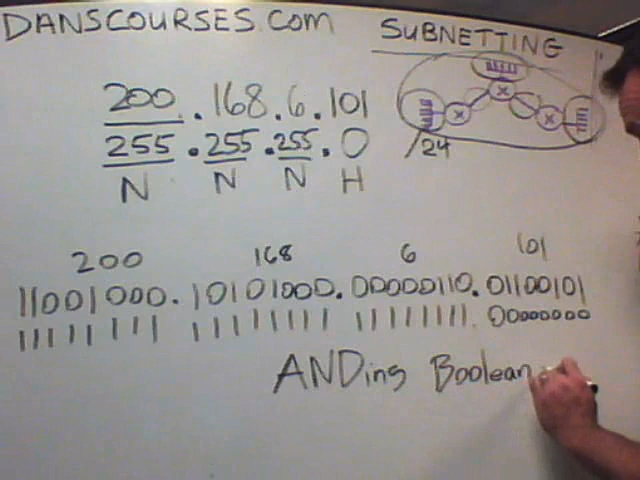 DANSCOURSES.COM SUBNETTING
200.168.6.101
255.255.255.0
N N N H
/24
200 168 6 101
11001000.10101000.00000110.01100101
11111111 11111111 11111111. 00000000
ANDing Boolean